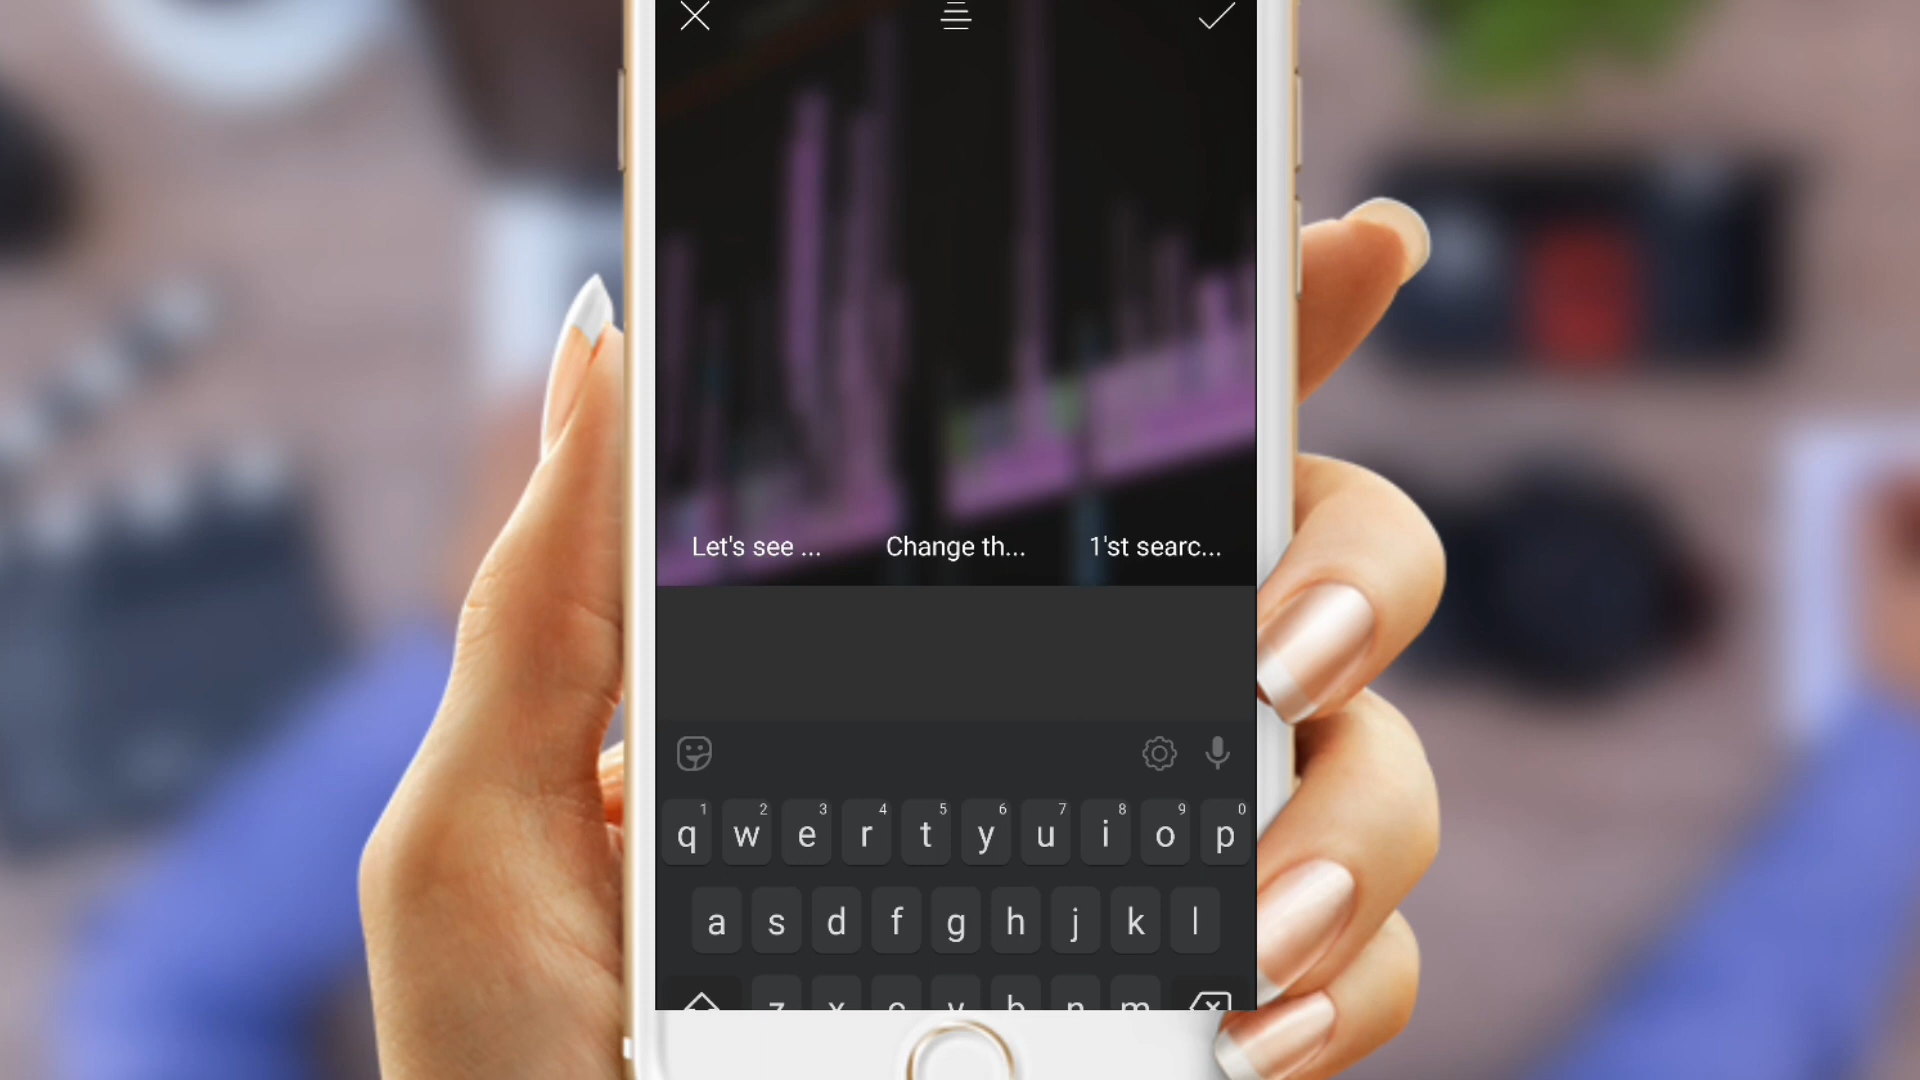 Let's see ... Change th... 1'st searc...
1 2 3 4 5 6 7 8 9 0
q w e r t y u i o p
a s d f g h j k l
z x c v b n m